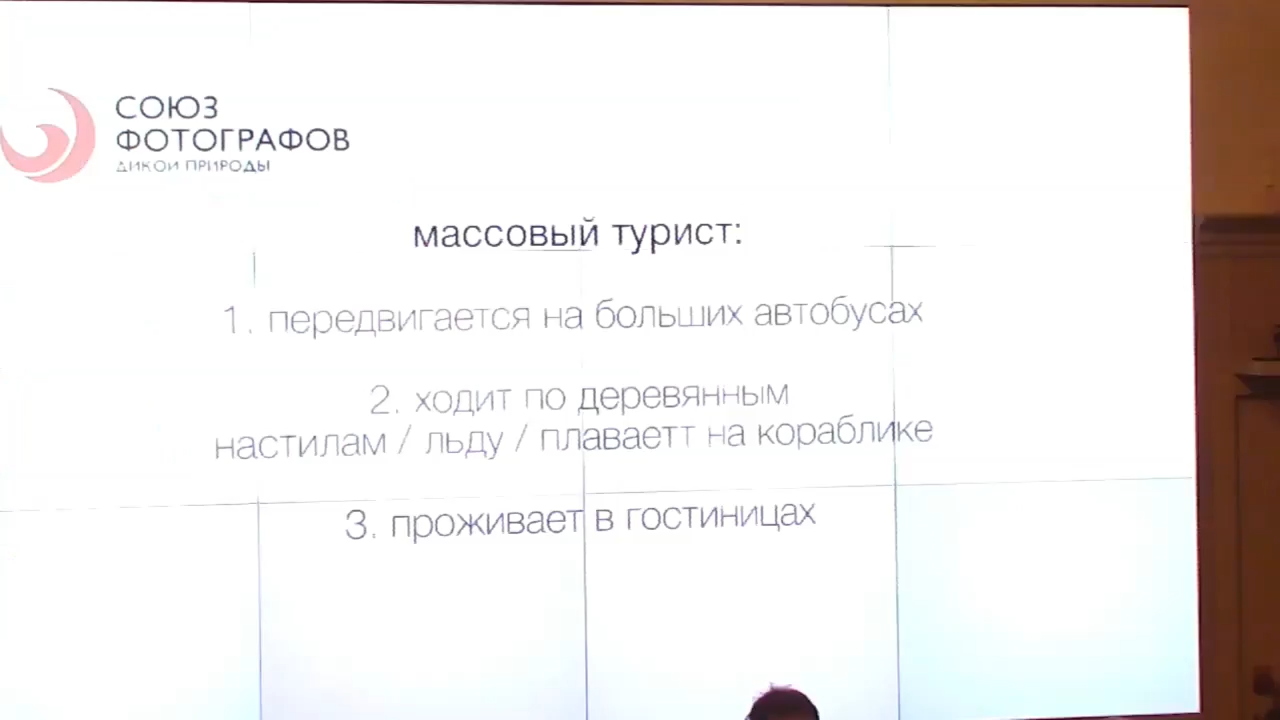 СОЮЗ
ФОТОГРАФОВ
ДИКОЙ ПРИРОДЫ
массовый турист:
1. передвигается на больших автобусах
2. ходит по деревянным
настилам / льду / плаваетт на кораблике
3. проживает в гостиницах